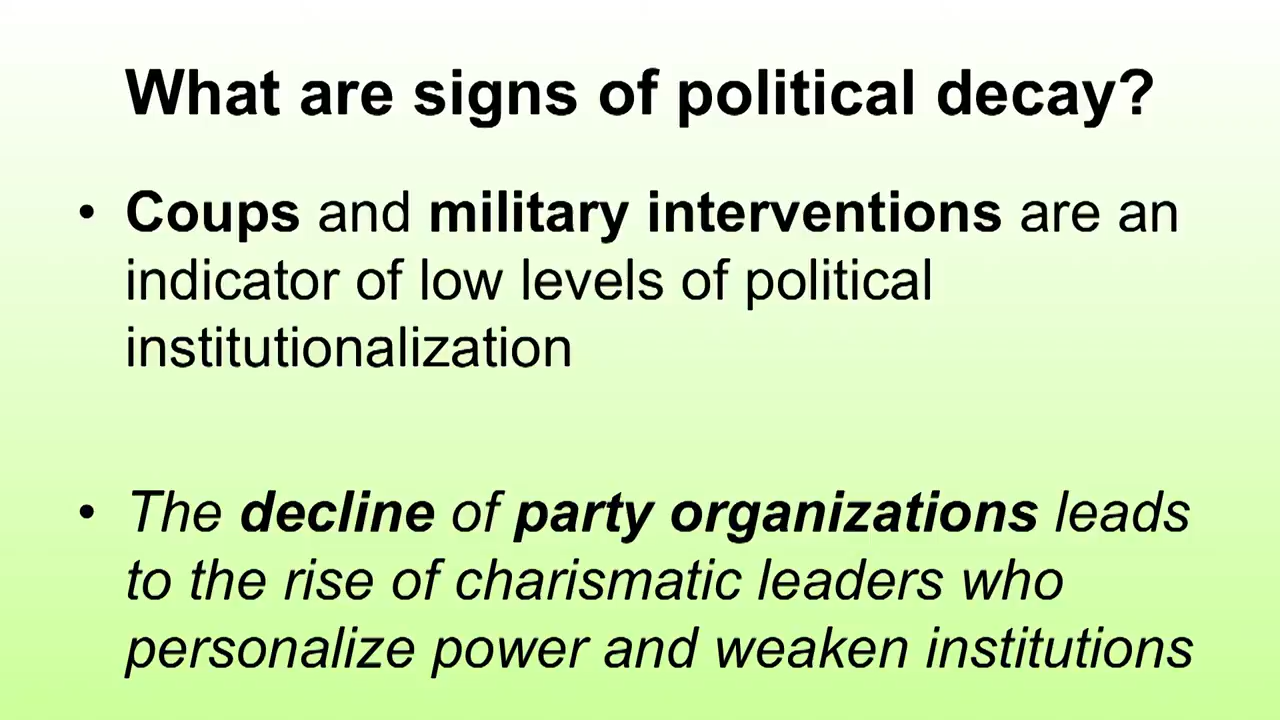 What are signs of political decay?
• Coups and military interventions are an
indicator of low levels of political
institutionalization
• The decline of party organizations leads
to the rise of charismatic leaders who
personalize power and weaken institutions